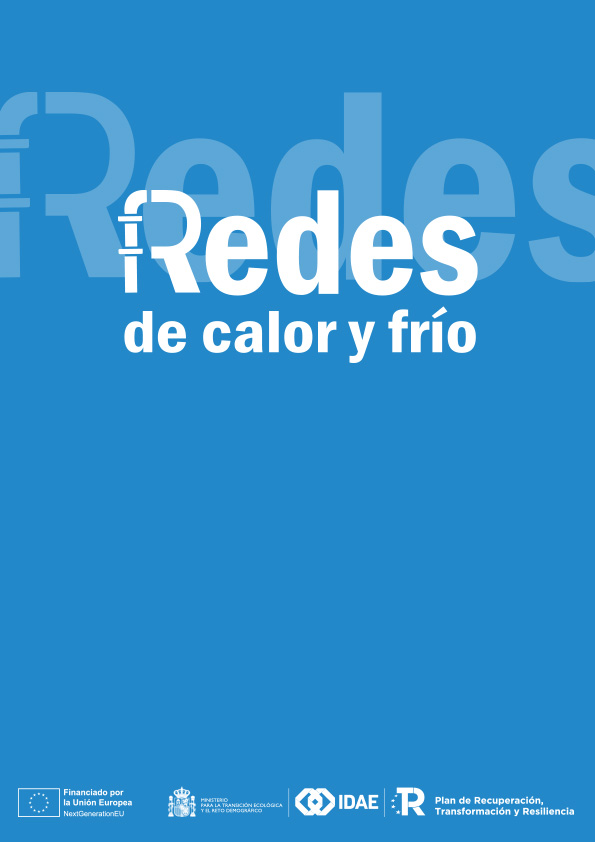 Redes
Redes
de calor y frío
Financiado por
la Unión Europea
NextGenerationEU
MINISTERIO
PARA LA TRANSICIÓN ECOLÓGICA
Y EL RETO DEMOGRÁFICO
IDAE
TR
Plan de Recuperación,
Transformación y Resiliencia